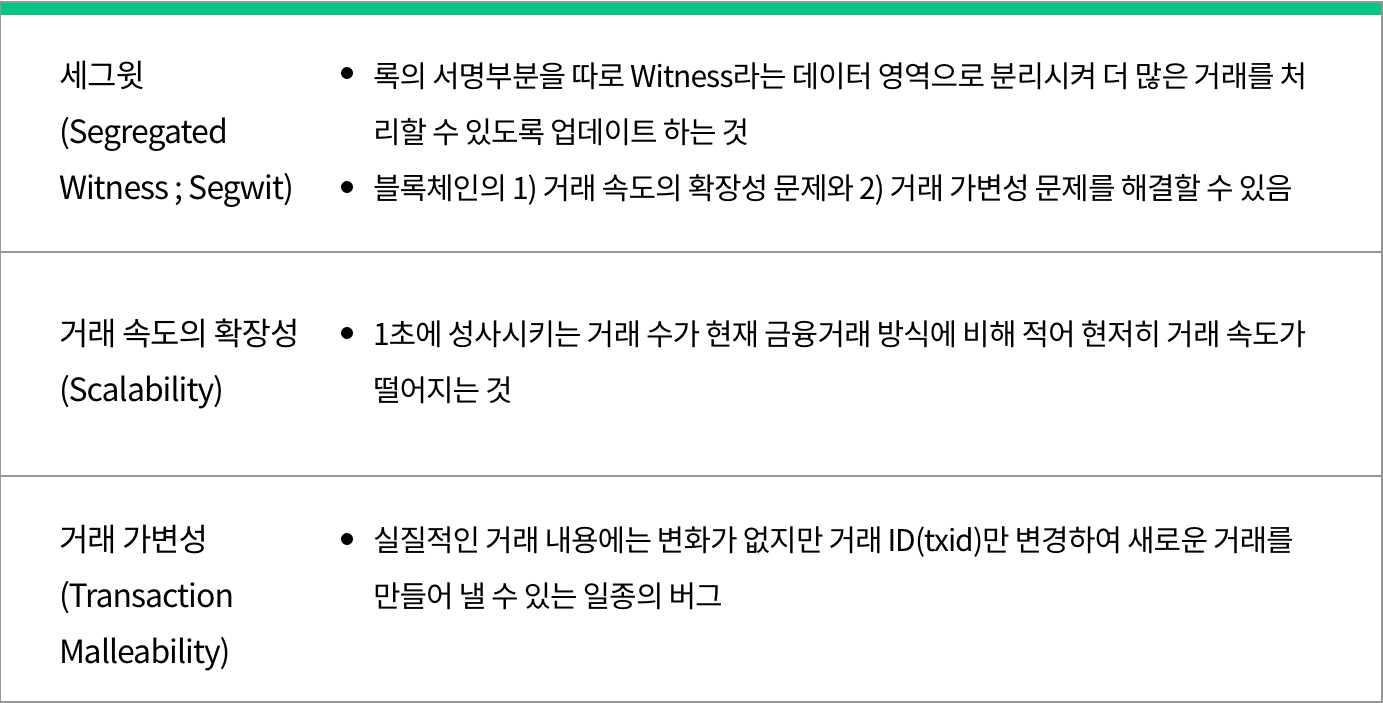 세그윗
(Segregated
Witness ; Segwit)
• 록의 서명부분을 따로 Witness라는 데이터 영역으로 분리시켜 더 많은 거래를 처
리할 수 있도록 업데이트 하는 것
• 블록체인의 1) 거래 속도의 확장성 문제와 2) 거래 가변성 문제를 해결할 수 있음
거래 속도의 확장성
(Scalability)
• 1초에 성사시키는 거래 수가 현재 금융거래 방식에 비해 적어 현저히 거래 속도가
떨어지는 것
거래 가변성
(Transaction
Malleability)
• 실질적인 거래 내용에는 변화가 없지만 거래 ID(txid)만 변경하여 새로운 거래를
만들어 낼 수 있는 일종의 버그